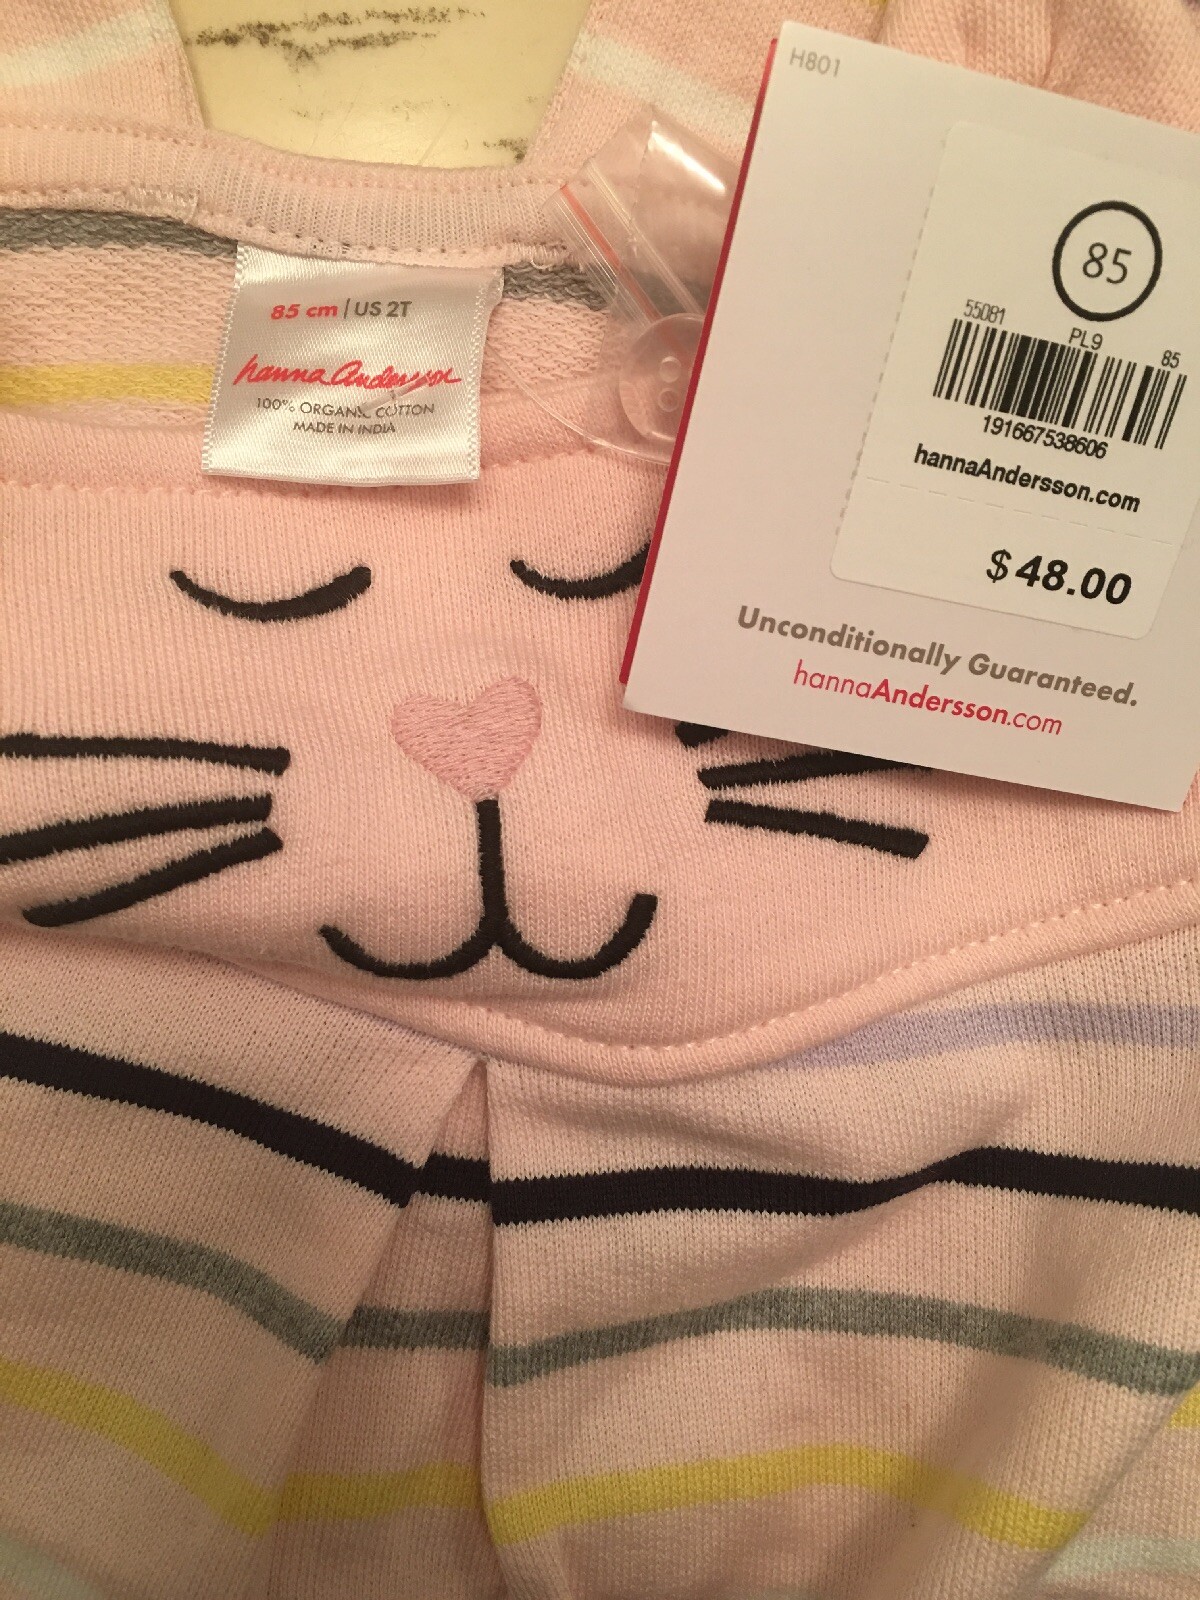 H801
85
55081
PL9
85
191667538606
hannaAndersson.com
$48.00
Unconditionally Guaranteed.
hannaAndersson.com
85 cm | US 2T
hanna Andersson
100% ORGANIC COTTON
MADE IN INDIA